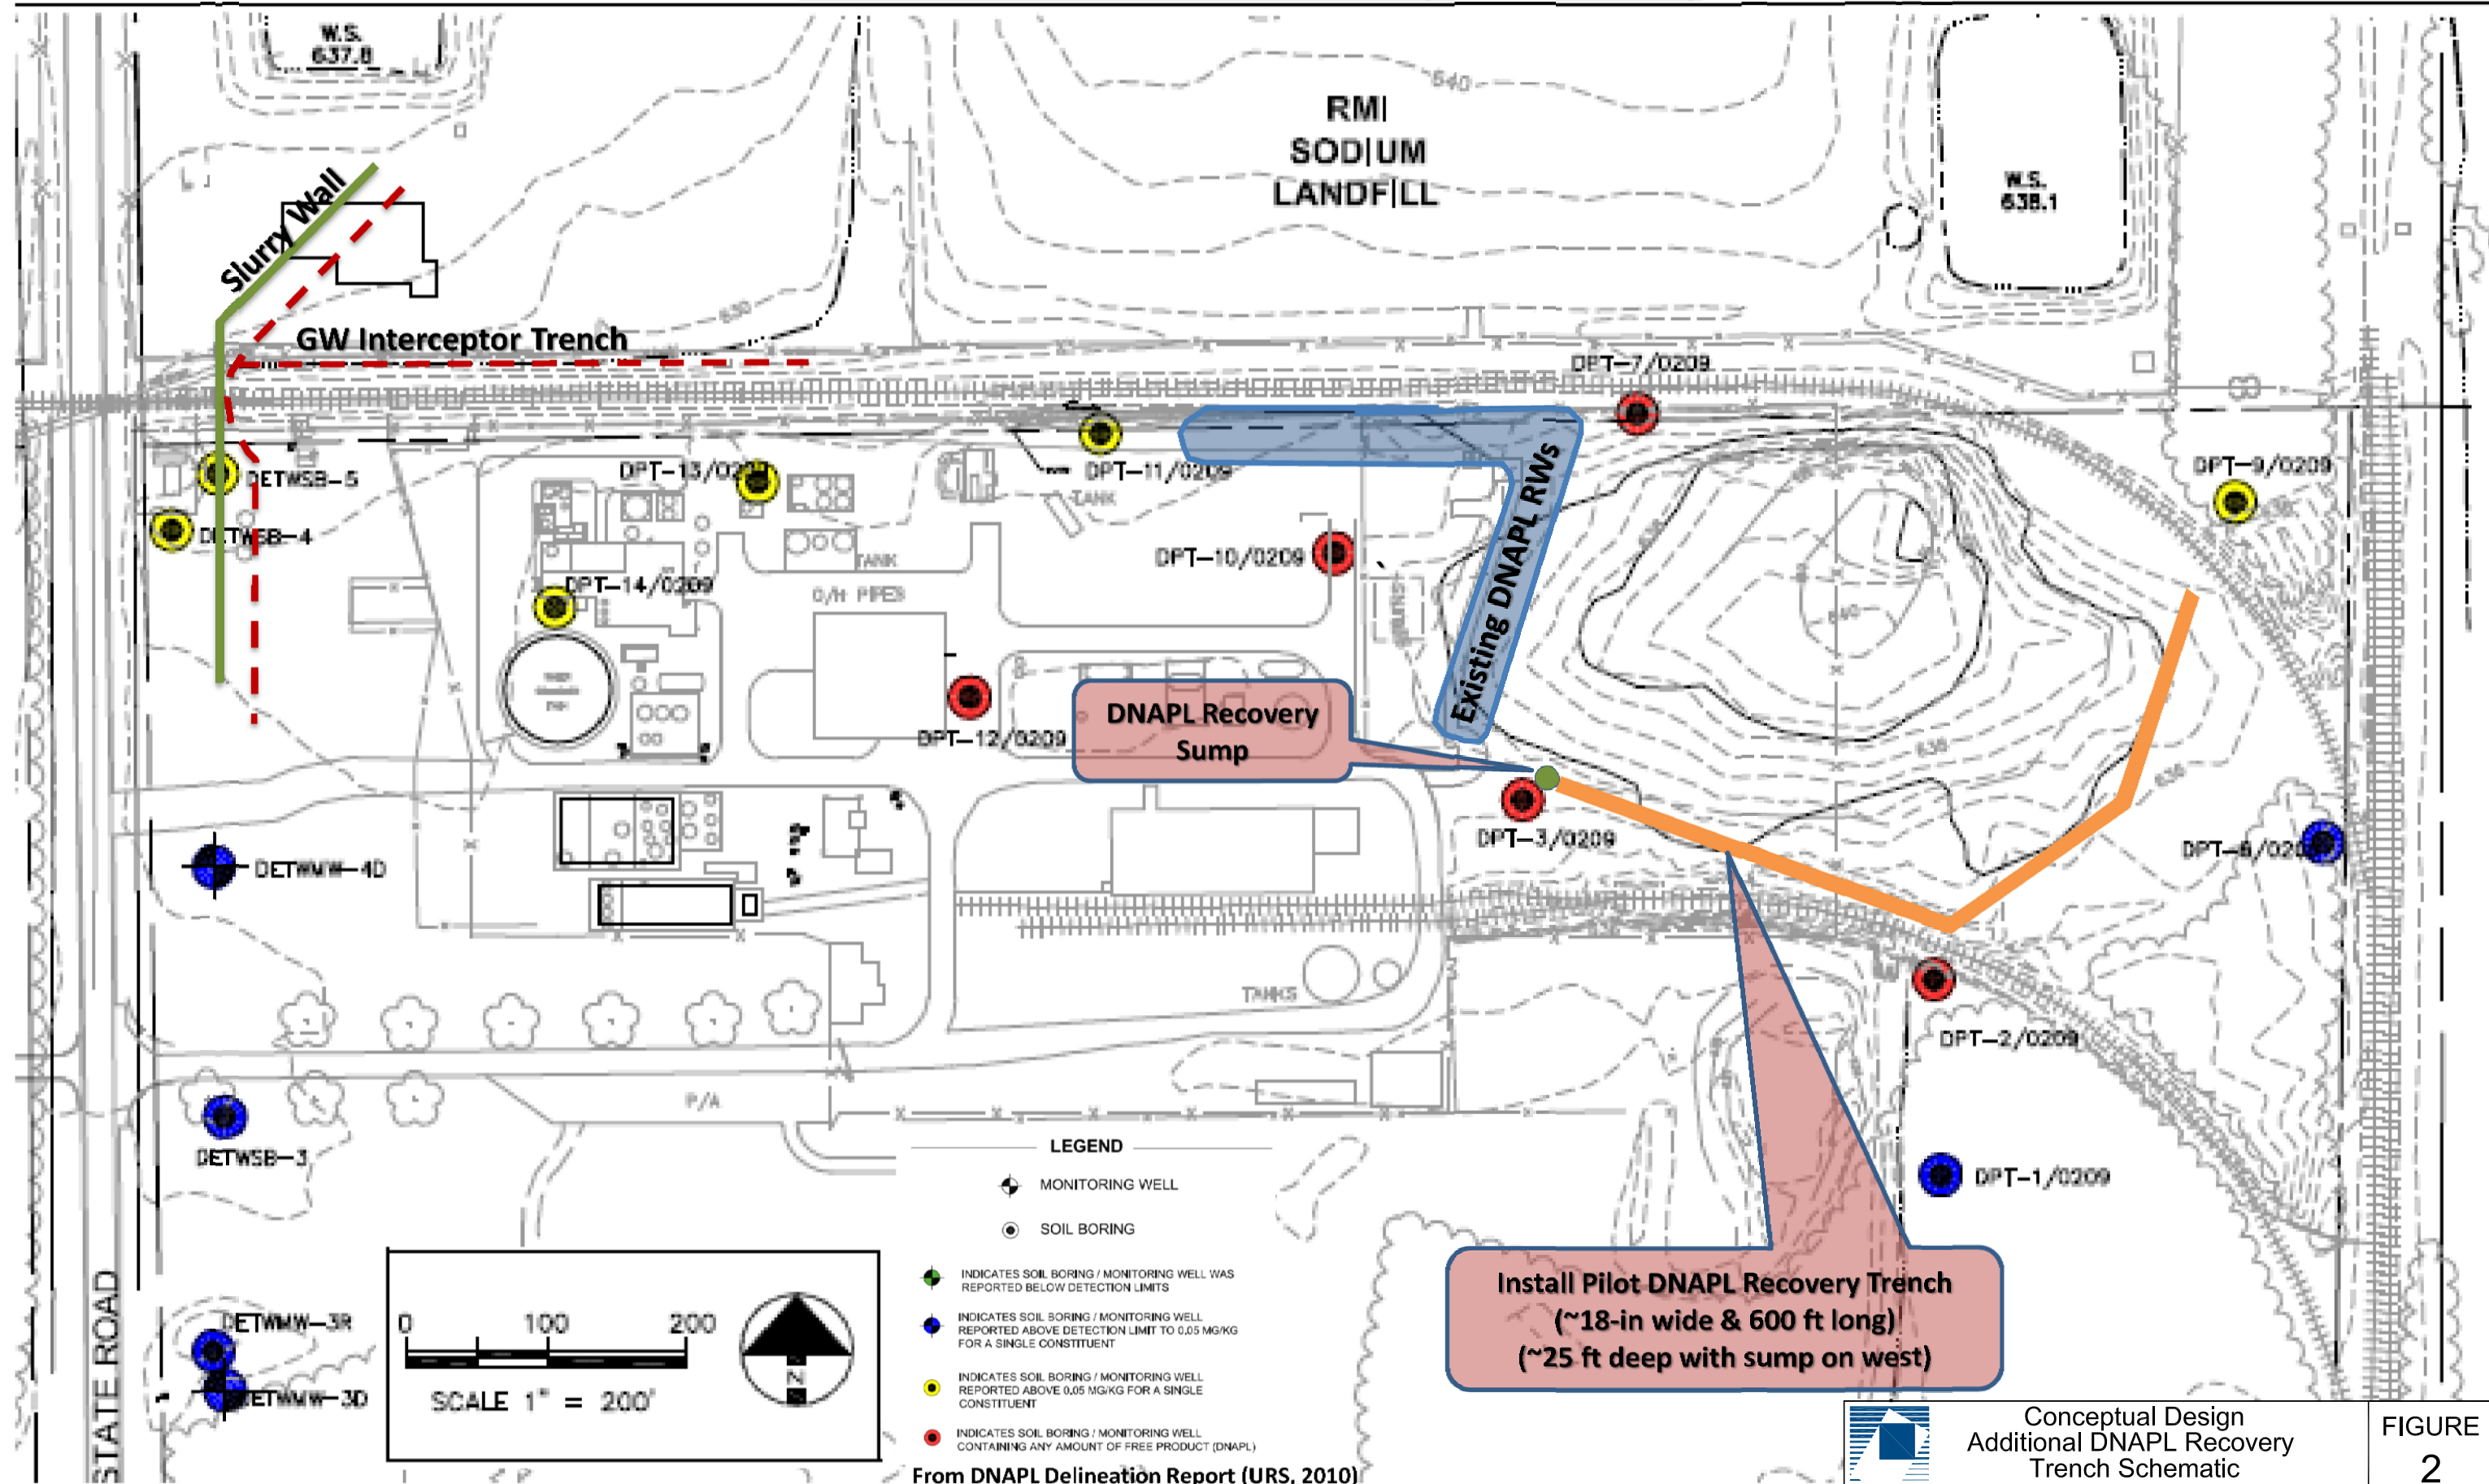 W.S.
637.8
640
RMI
SODIUM
LANDFILL
W.S.
638.1
Slurry Wall
630
GW Interceptor Trench
DPT-7/0209
DETWSB-5
DPT-13/02
DPT-11/0209
TANK
DPT-9/0209
DETWSB-4
DPT-10/0209
TANK
Existing DNAPL RWs
DPT-14/0209
O/H PIPES
640
DPT-12/0209
DNAPL Recovery
Sump
630
DPT-3/0209
DETWMW-4D
TANKS
DPT-2/0209
P/A
DETWSB-3
DPT-1/0209
LEGEND
MONITORING WELL
SOIL BORING
INDICATES SOIL BORING / MONITORING WELL WAS
REPORTED BELOW DETECTION LIMITS
INDICATES SOIL BORING / MONITORING WELL
REPORTED ABOVE DETECTION LIMIT TO 0.05 MG/KG
FOR A SINGLE CONSTITUENT
INDICATES SOIL BORING / MONITORING WELL
REPORTED ABOVE 0.05 MG/KG FOR A SINGLE
CONSTITUENT
INDICATES SOIL BORING / MONITORING WELL
CONTAINING ANY AMOUNT OF FREE PRODUCT (DNAPL)
From DNAPL Delineation Report (URS, 2010)
STATE ROAD
DETWMW-3R
DETWMW-3D
0 100 200
SCALE 1" = 200'
N
Install Pilot DNAPL Recovery Trench
(~18-in wide & 600 ft long)
(~25 ft deep with sump on west)
Conceptual Design
Additional DNAPL Recovery
Trench Schematic
FIGURE
2